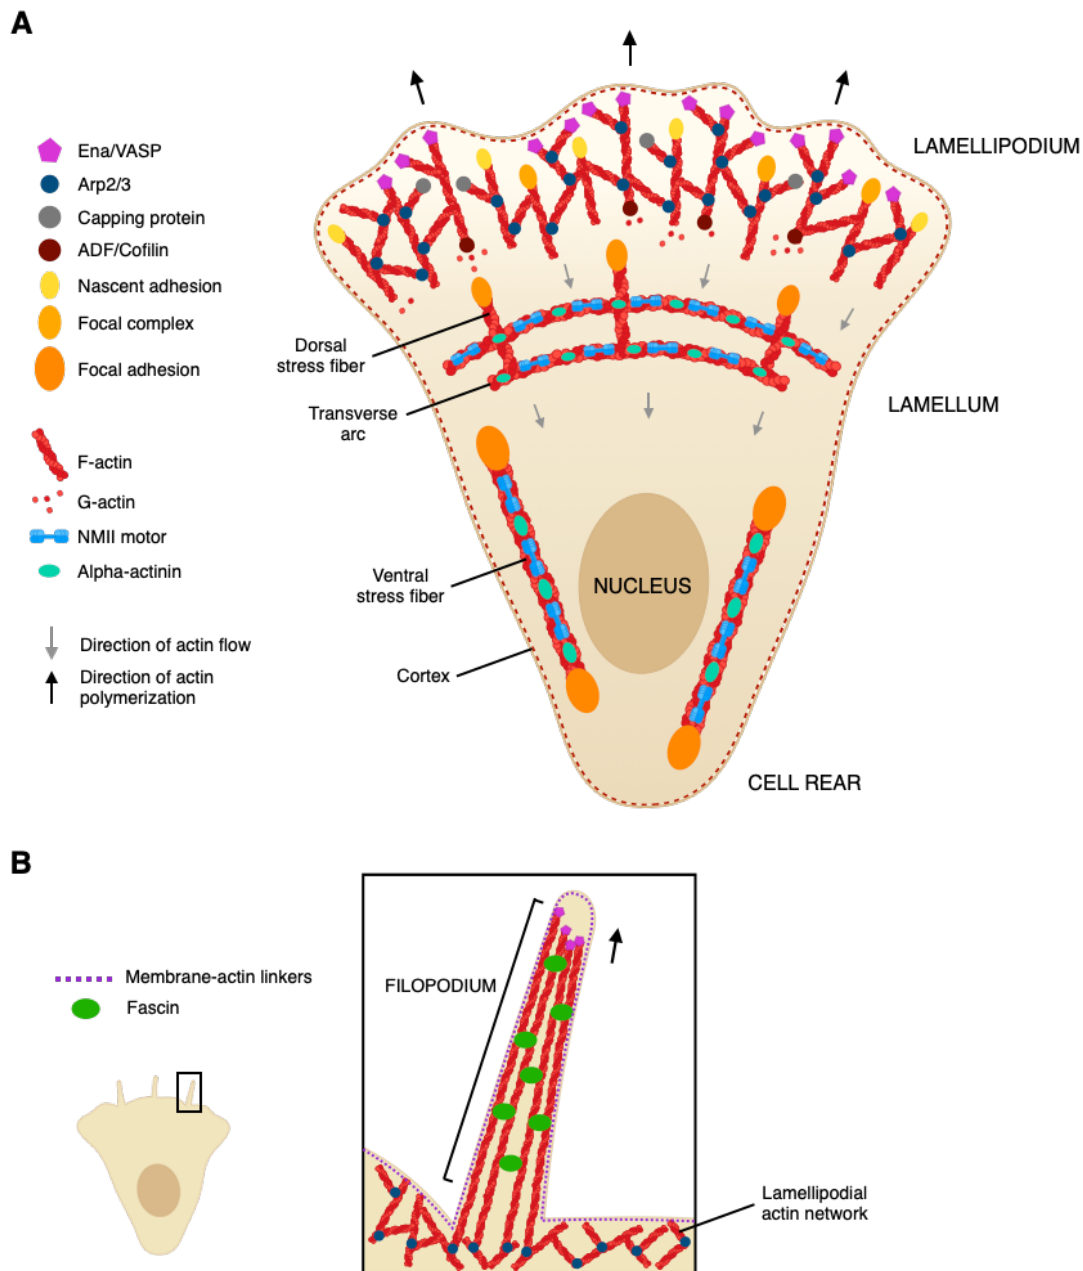 A
LAMELLIPODIUM
Ena/VASP
Arp2/3
Capping protein
ADF/Cofilin
Nascent adhesion
Focal complex
Focal adhesion
Dorsal
stress fiber
Transverse
arc
LAMELLUM
F-actin
G-actin
NMII motor
Alpha-actinin
Ventral
stress fiber
NUCLEUS
Direction of actin flow
Direction of actin
polymerization
Cortex
CELL REAR
B
Membrane-actin linkers
Fascin
FILOPODIUM
Lamellipodial
actin network